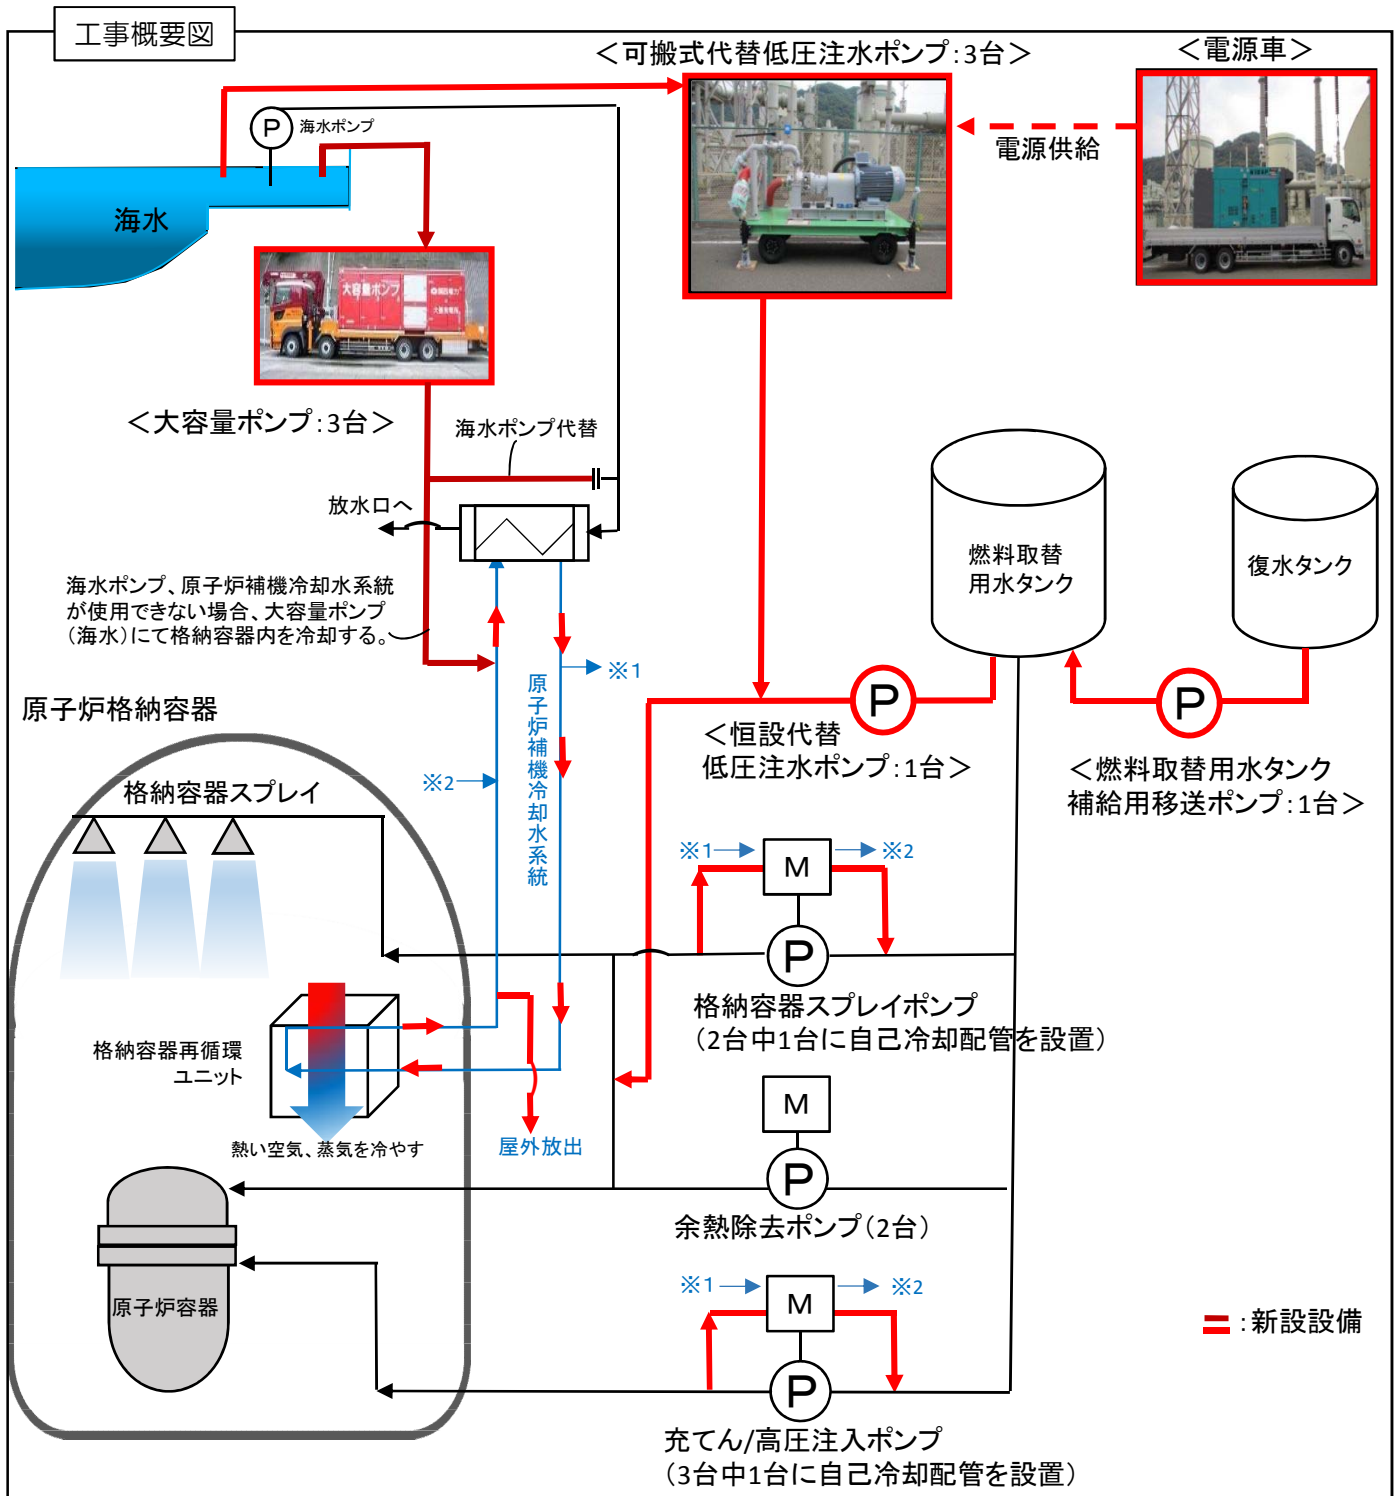 工事概要図
＜可搬式代替低圧注水ポンプ：3台＞
＜電源車＞
P
海水ポンプ
電源供給
海水
大容量ポンプ
＜大容量ポンプ：3台＞
海水ポンプ代替
放水口へ
燃料取替
用水タンク
復水タンク
海水ポンプ、原子炉補機冷却水系統
が使用できない場合、大容量ポンプ
（海水）にて格納容器内を冷却する。
※1
原子炉補機冷却水系統
※2
P
P
＜恒設代替
低圧注水ポンプ：1台＞
＜燃料取替用水タンク
補給用移送ポンプ：1台＞
原子炉格納容器
格納容器スプレイ
※1
M
※2
P
格納容器スプレイポンプ
（2台中1台に自己冷却配管を設置）
格納容器再循環
ユニット
熱い空気、蒸気を冷やす
屋外放出
M
P
余熱除去ポンプ（2台）
原子炉容器
※1
M
※2
P
充てん/高圧注入ポンプ
（3台中1台に自己冷却配管を設置）
：新設設備